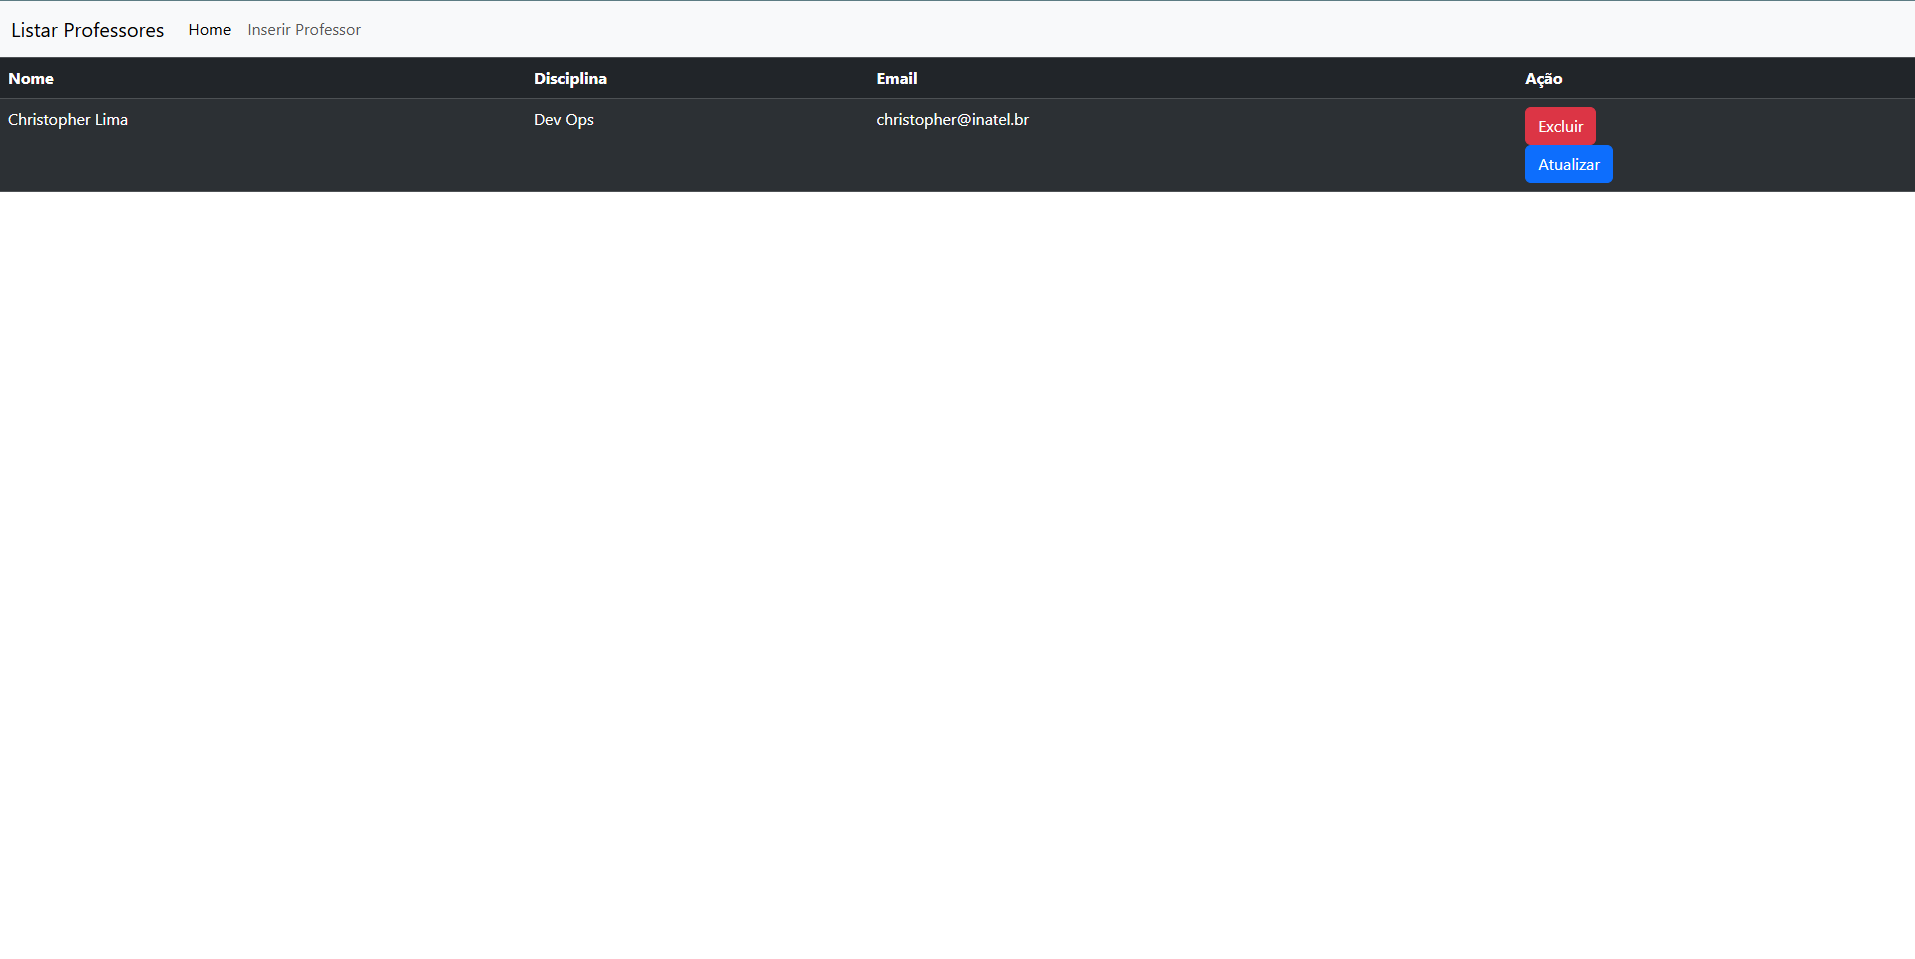 Listar Professores Home Inserir Professor
Nome Disciplina Email Ação
Christopher Lima Dev Ops christopher@inatel.br Excluir
Atualizar